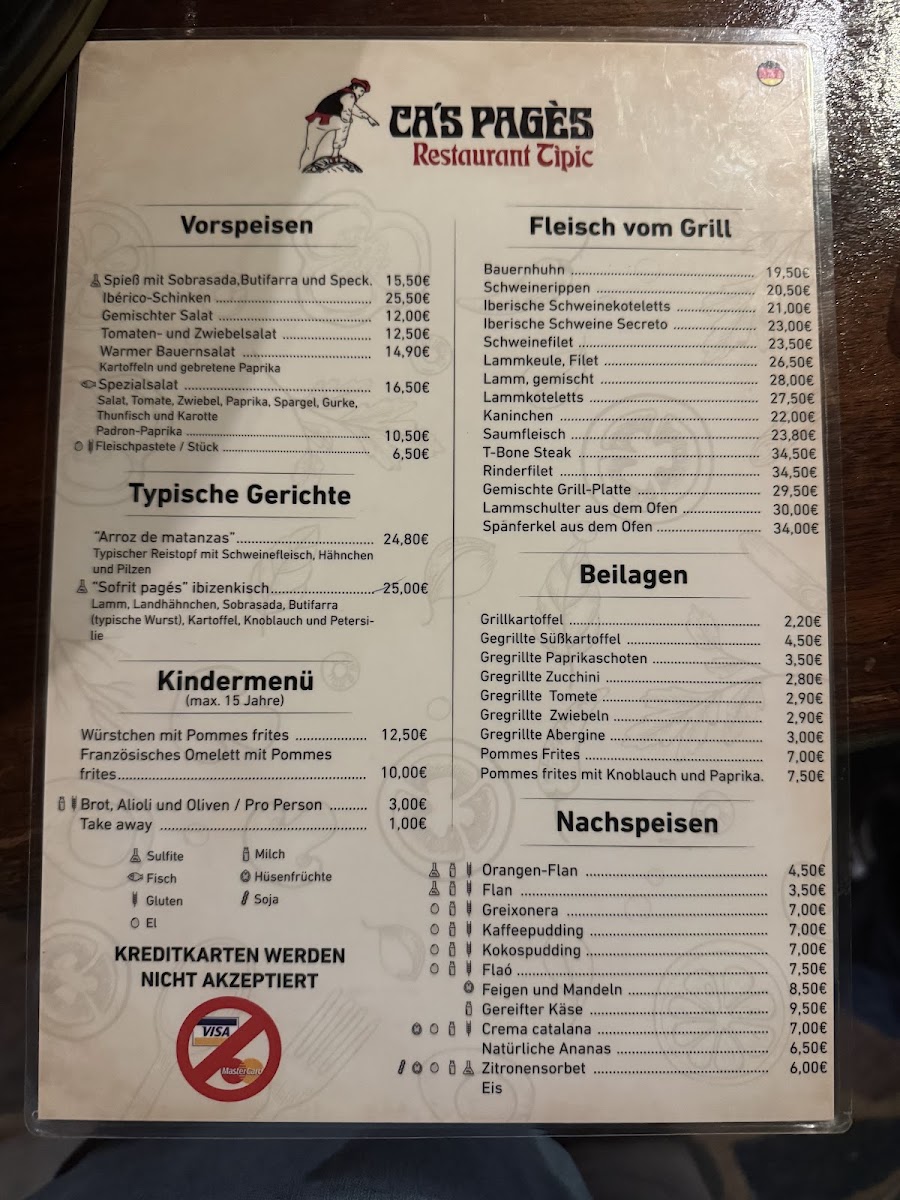 CA'S PAGÈS
Restaurant Tìpic
Vorspeisen
Spieß mit Sobrasada,Butifarra und Speck. 15,50€
Ibérico-Schinken 25,50€
Gemischter Salat 12,00€
Tomaten- und Zwiebelsalat 12,50€
Warmer Bauernsalat 14,90€
Kartoffeln und gebretene Paprika
Spezialsalat 16,50€
Salat, Tomate, Zwiebel, Paprika, Spargel, Gurke,
Thunfisch und Karotte
Padron-Paprika 10,50€
Fleischpastete / Stück 6,50€
Typische Gerichte
"Arroz de matanzas" 24,80€
Typischer Reistopf mit Schweinefleisch, Hähnchen
und Pilzen
"Sofrit pagés" ibizenkisch 25,00€
Lamm, Landhähnchen, Sobrasada, Butifarra
(typische Wurst), Kartoffel, Knoblauch und Petersi-
lie
Kindermenü
(max. 15 Jahre)
Würstchen mit Pommes frites 12,50€
Französisches Omelett mit Pommes
frites 10,00€
Brot, Alioli und Oliven / Pro Person 3,00€
Take away 1,00€
Sulfite
Milch
Fisch
Hüsenfrüchte
Gluten
Soja
EI
KREDITKARTEN WERDEN
NICHT AKZEPTIERT
VISA
MasterCard
Fleisch vom Grill
Bauernhuhn 19,50€
Schweinerippen 20,50€
Iberische Schweinekoteletts 21,00€
Iberische Schweine Secreto 23,00€
Schweinefilet 23,50€
Lammkeule, Filet 26,50€
Lamm, gemischt 28,00€
Lammkoteletts 27,50€
Kaninchen 22,00€
Saumfleisch 23,80€
T-Bone Steak 34,50€
Rinderfilet 34,50€
Gemischte Grill-Platte 29,50€
Lammschulter aus dem Ofen 30,00€
Spänferkel aus dem Ofen 34,00€
Beilagen
Grillkartoffel 2,20€
Gegrillte Süßkartoffel 4,50€
Gregrillte Paprikaschoten 3,50€
Gregrillte Zucchini 2,80€
Gregrillte Tomete 2,90€
Gregrillte Zwiebeln 2,90€
Gregrillte Abergine 3,00€
Pommes Frites 7,00€
Pommes frites mit Knoblauch und Paprika. 7,50€
Nachspeisen
Orangen-Flan 4,50€
Flan 3,50€
Greixonera 7,00€
Kaffeepudding 7,00€
Kokospudding 7,00€
Flaó 7,50€
Feigen und Mandeln 8,50€
Gereifter Käse 9,50€
Crema catalana 7,00€
Natürliche Ananas 6,50€
Zitronensorbet 6,00€
Eis